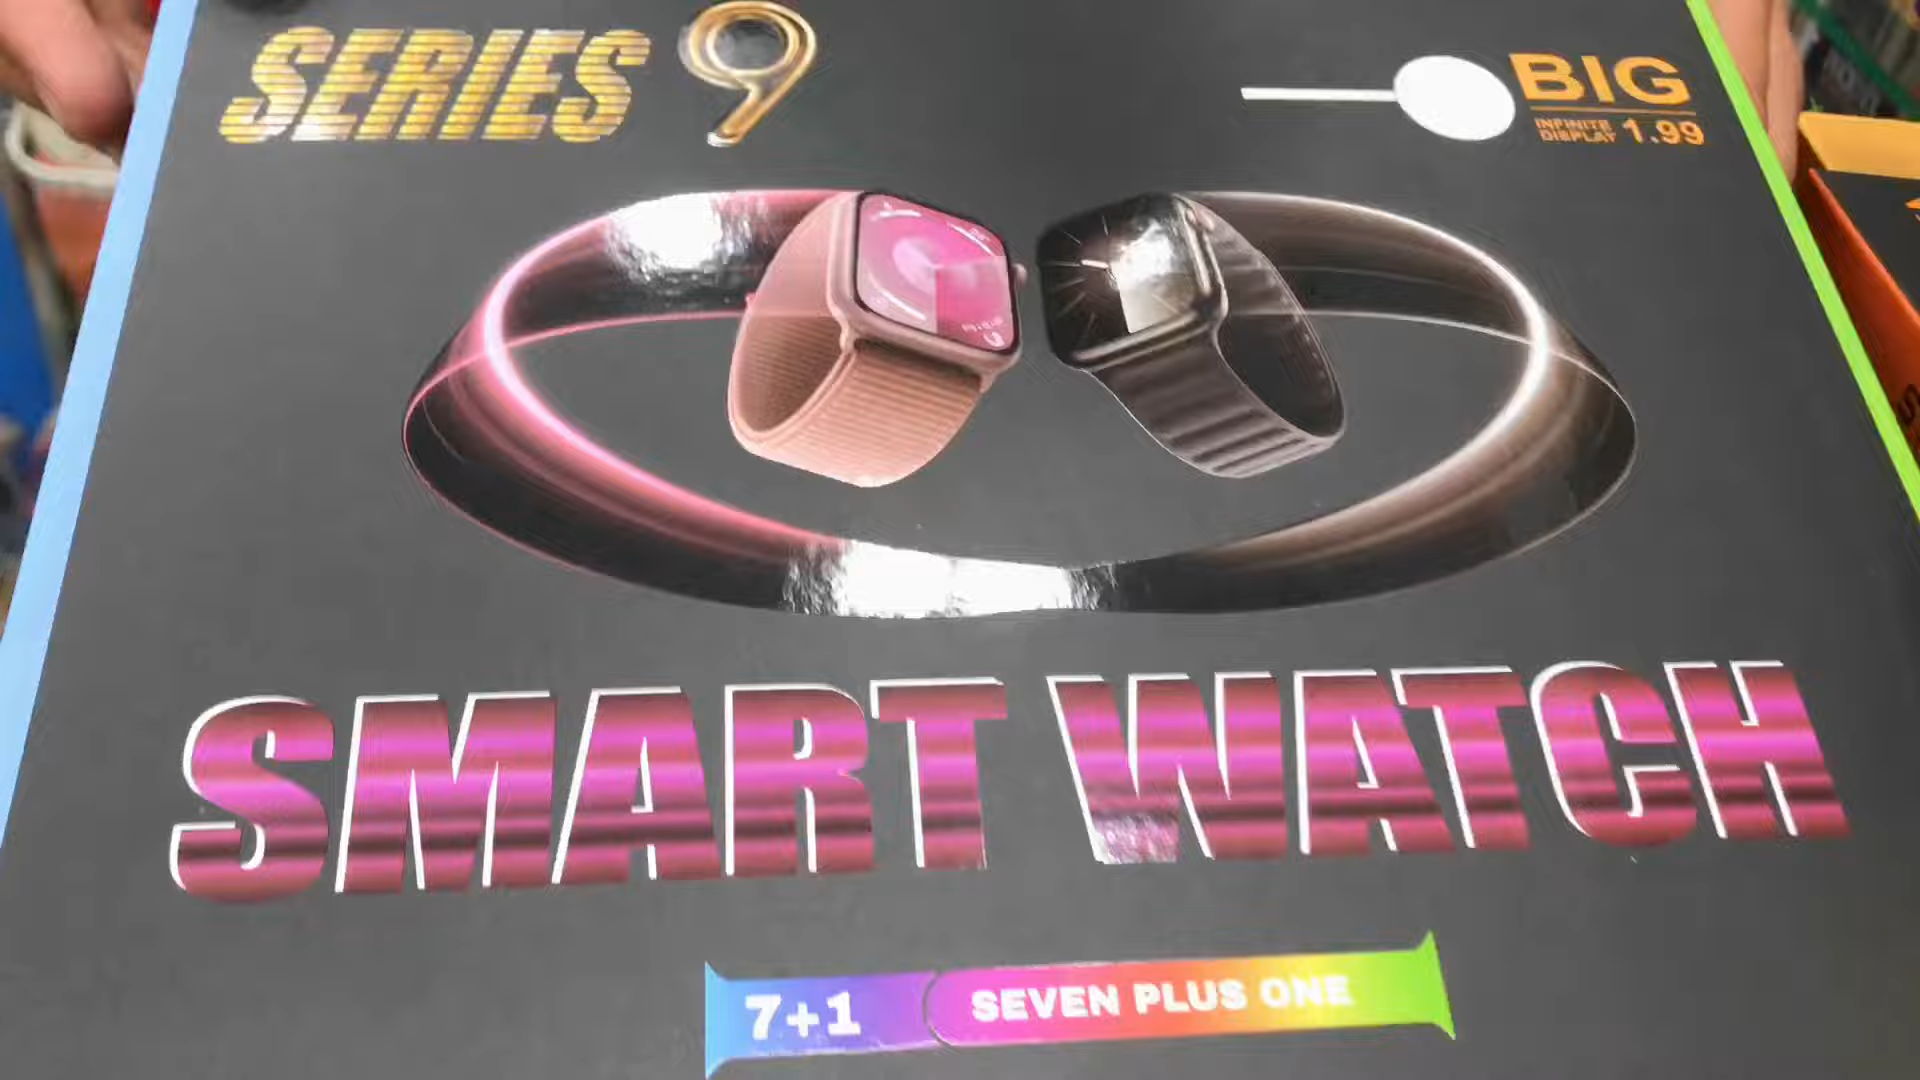 SERIES 9
BIG
INFINITE
DISPLAY 1.99
SMART WATCH
7+1 SEVEN PLUS ONE